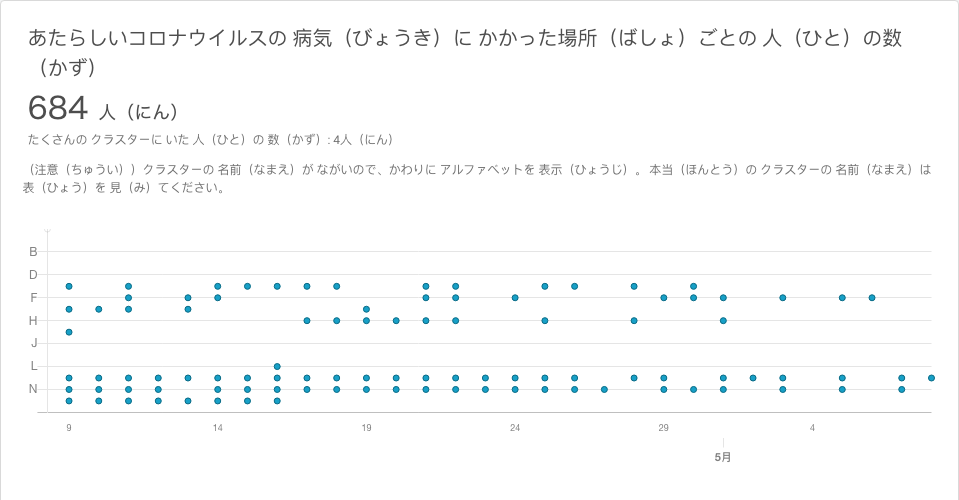 あたらしいコロナウイルスの 病気（びょうき）に かかった場所（ばしょ）ごとの 人（ひと）の数
（かず）
684 人（にん）
たくさんの クラスターに いた 人（ひと）の 数（かず）: 4人（にん）
（注意（ちゅうい））クラスターの 名前（なまえ）が ながいので、かわりに アルファベットを 表示（ひょうじ）。 本当（ほんとう）の クラスターの 名前（なまえ）は
表（ひょう）を 見（み）てください。
B
D
F
H
J
L
N
9 14 19 24 29 4
5月